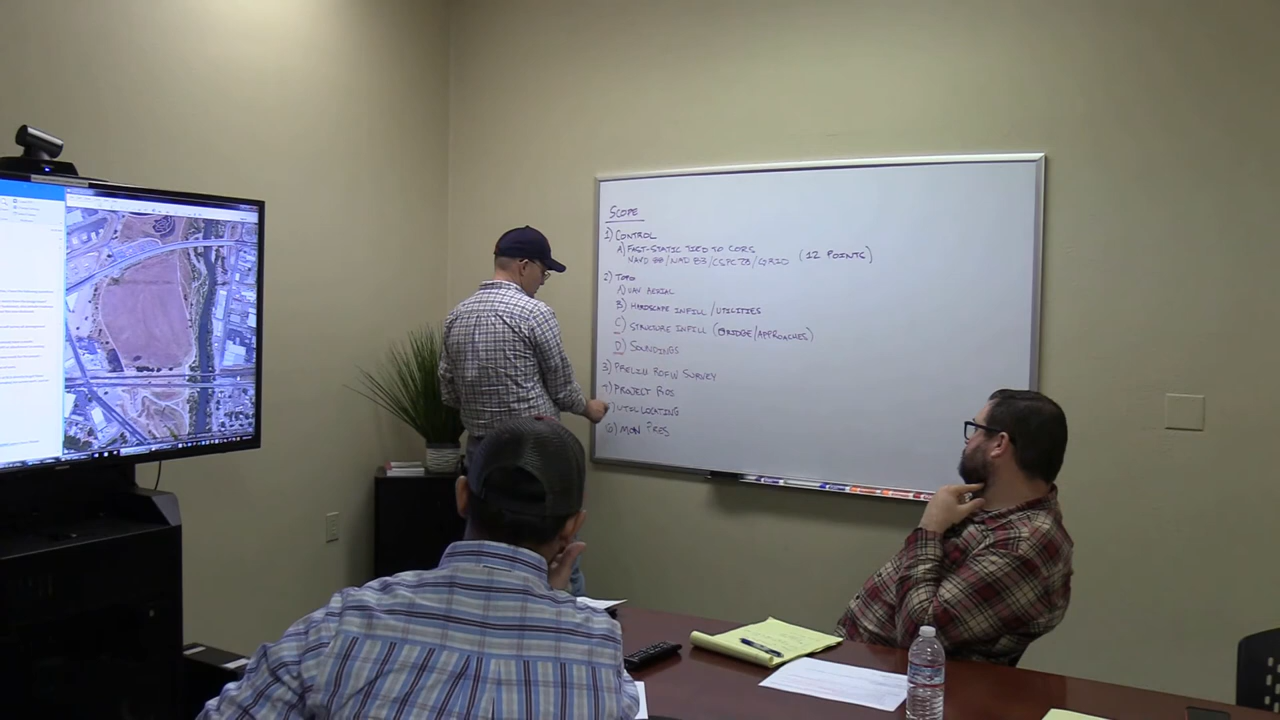 SCOPE
1) CONTROL
A) FAST-STATIC TIED TO CORS
NAVD 88/NAD 83/CSPCZ3/GRID (12 POINTS)
2) TOPO
A) UAV AERIAL
B) HARDSCAPE INFILL/UTILITIES
C) STRUCTURE INFILL (BRIDGE/APPROACHES)
D) SOUNDINGS
3) PRELIM ROFW SURVEY
4) PROJECT ROS
5) UTIL LOCATING
6) MON PRES